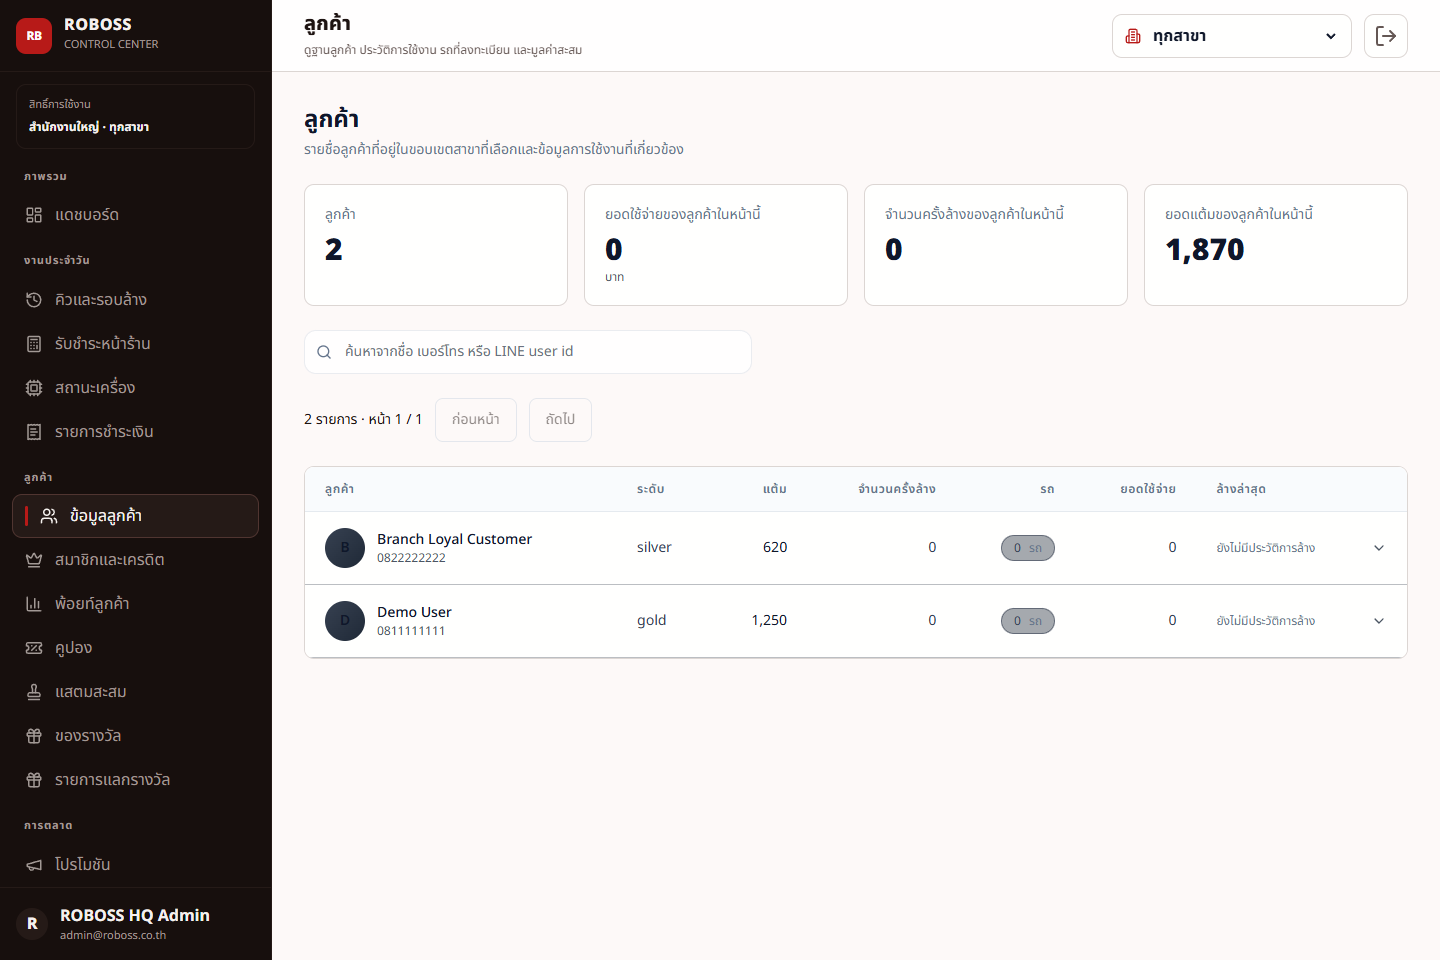 RB
ROBOSS
CONTROL CENTER
สิทธิ์การใช้งาน
สำนักงานใหญ่ · ทุกสาขา
ภาพรวม
แดชบอร์ด
งานประจำวัน
คิวและรอบล้าง
รับชำระหน้าร้าน
สถานะเครื่อง
รายการชำระเงิน
ลูกค้า
ข้อมูลลูกค้า
สมาชิกและเครดิต
พ้อยท์ลูกค้า
คูปอง
แสตมสะสม
ของรางวัล
รายการแลกรางวัล
การตลาด
โปรโมชัน
R
ROBOSS HQ Admin
admin@roboss.co.th
ลูกค้า
ดูฐานลูกค้า ประวัติการใช้งาน รถที่ลงทะเบียน และมูลค่าสะสม
ทุกสาขา
ลูกค้า
รายชื่อลูกค้าที่อยู่ในขอบเขตสาขาที่เลือกและข้อมูลการใช้งานที่เกี่ยวข้อง
ลูกค้า
2
ยอดใช้จ่ายของลูกค้าในหน้านี้
0
บาท
จำนวนครั้งล้างของลูกค้าในหน้านี้
0
ยอดแต้มของลูกค้าในหน้านี้
1,870
ค้นหาจากชื่อ เบอร์โทร หรือ LINE user id
2 รายการ · หน้า 1 / 1
ก่อนหน้า
ถัดไป
ลูกค้า ระดับ แต้ม จำนวนครั้งล้าง รถ ยอดใช้จ่าย ล้างล่าสุด
B Branch Loyal Customer silver 620 0 0 รถ 0 ยังไม่มีประวัติการล้าง
0822222222
D Demo User gold 1,250 0 0 รถ 0 ยังไม่มีประวัติการล้าง
0811111111